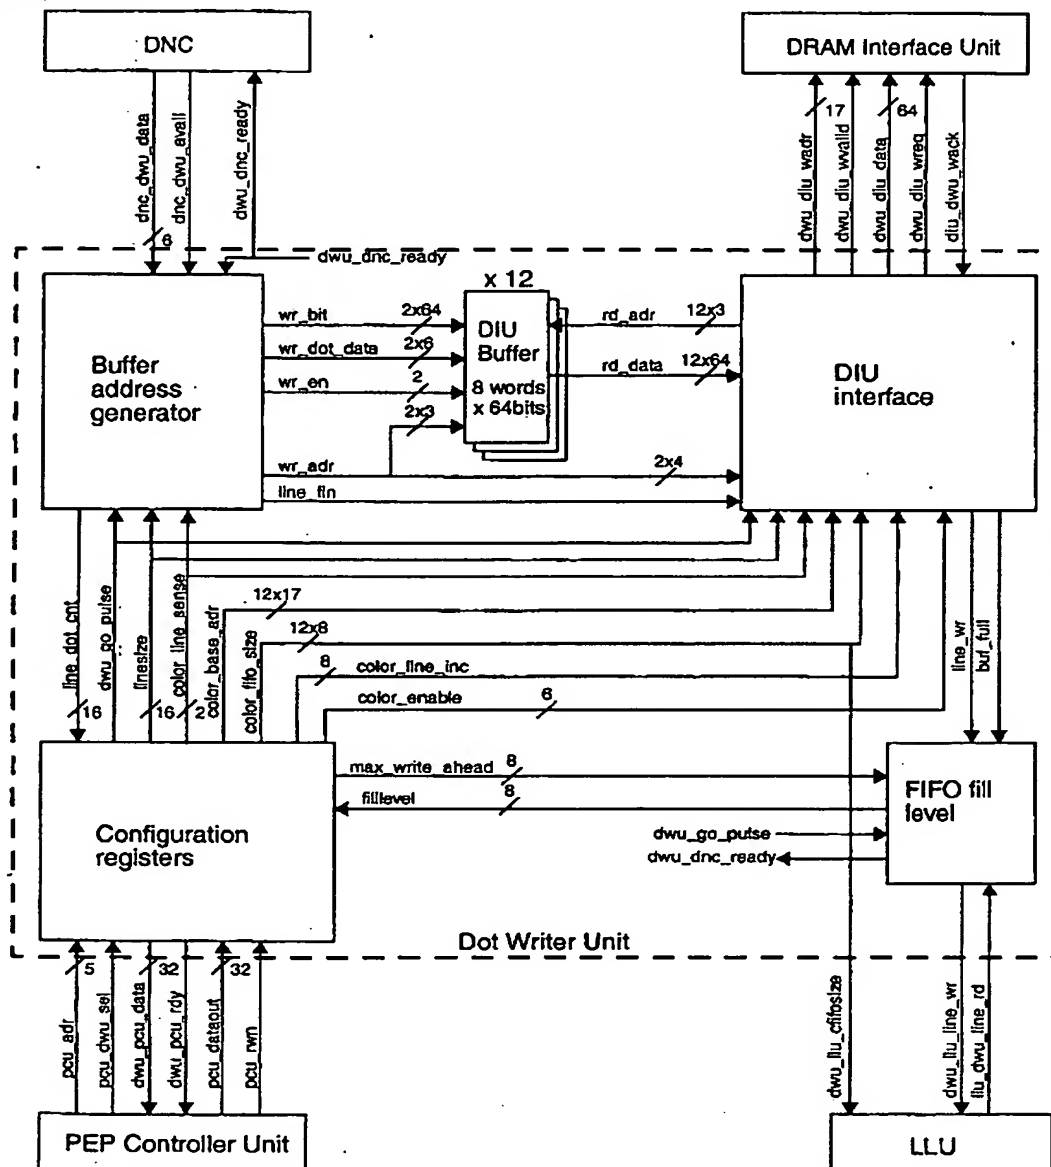 DNC
DRAM Interface Unit
dnc_dwu_data
6
dnc_dwu_avail
dwu_dnc_ready
dwu_diu_wadr
17
dwu_diu_wvalid
dwu_diu_data
64
dwu_diu_wreq
diu_dwu_wack
dwu_dnc_ready
Buffer
address
generator
wr_bit
2x64
wr_dot_data
2x6
wr_en
2
2x3
wr_adr
2x4
line_fin
x 12
DIU
Buffer
8 words
x 64bits
rd_adr
12x3
rd_data
12x64
DIU
interface
line_dot_cnt
16
dwu_go_pulse
linesize
16
color_line_sense
2
color_base_adr
12x17
color_fifo_size
12x8
8
color_line_inc
color_enable
6
line_wr
buf_full
Configuration
registers
max_write_ahead
8
filllevel
8
dwu_go_pulse
dwu_dnc_ready
FIFO fill
level
Dot Writer Unit
pcu_adr
5
pcu_dwu_sel
dwu_pcu_data
32
dwu_pcu_rdy
pcu_dataout
32
pcu_rwn
dwu_llu_cfifosize
dwu_llu_line_wr
llu_dwu_line_rd
PEP Controller Unit
LLU